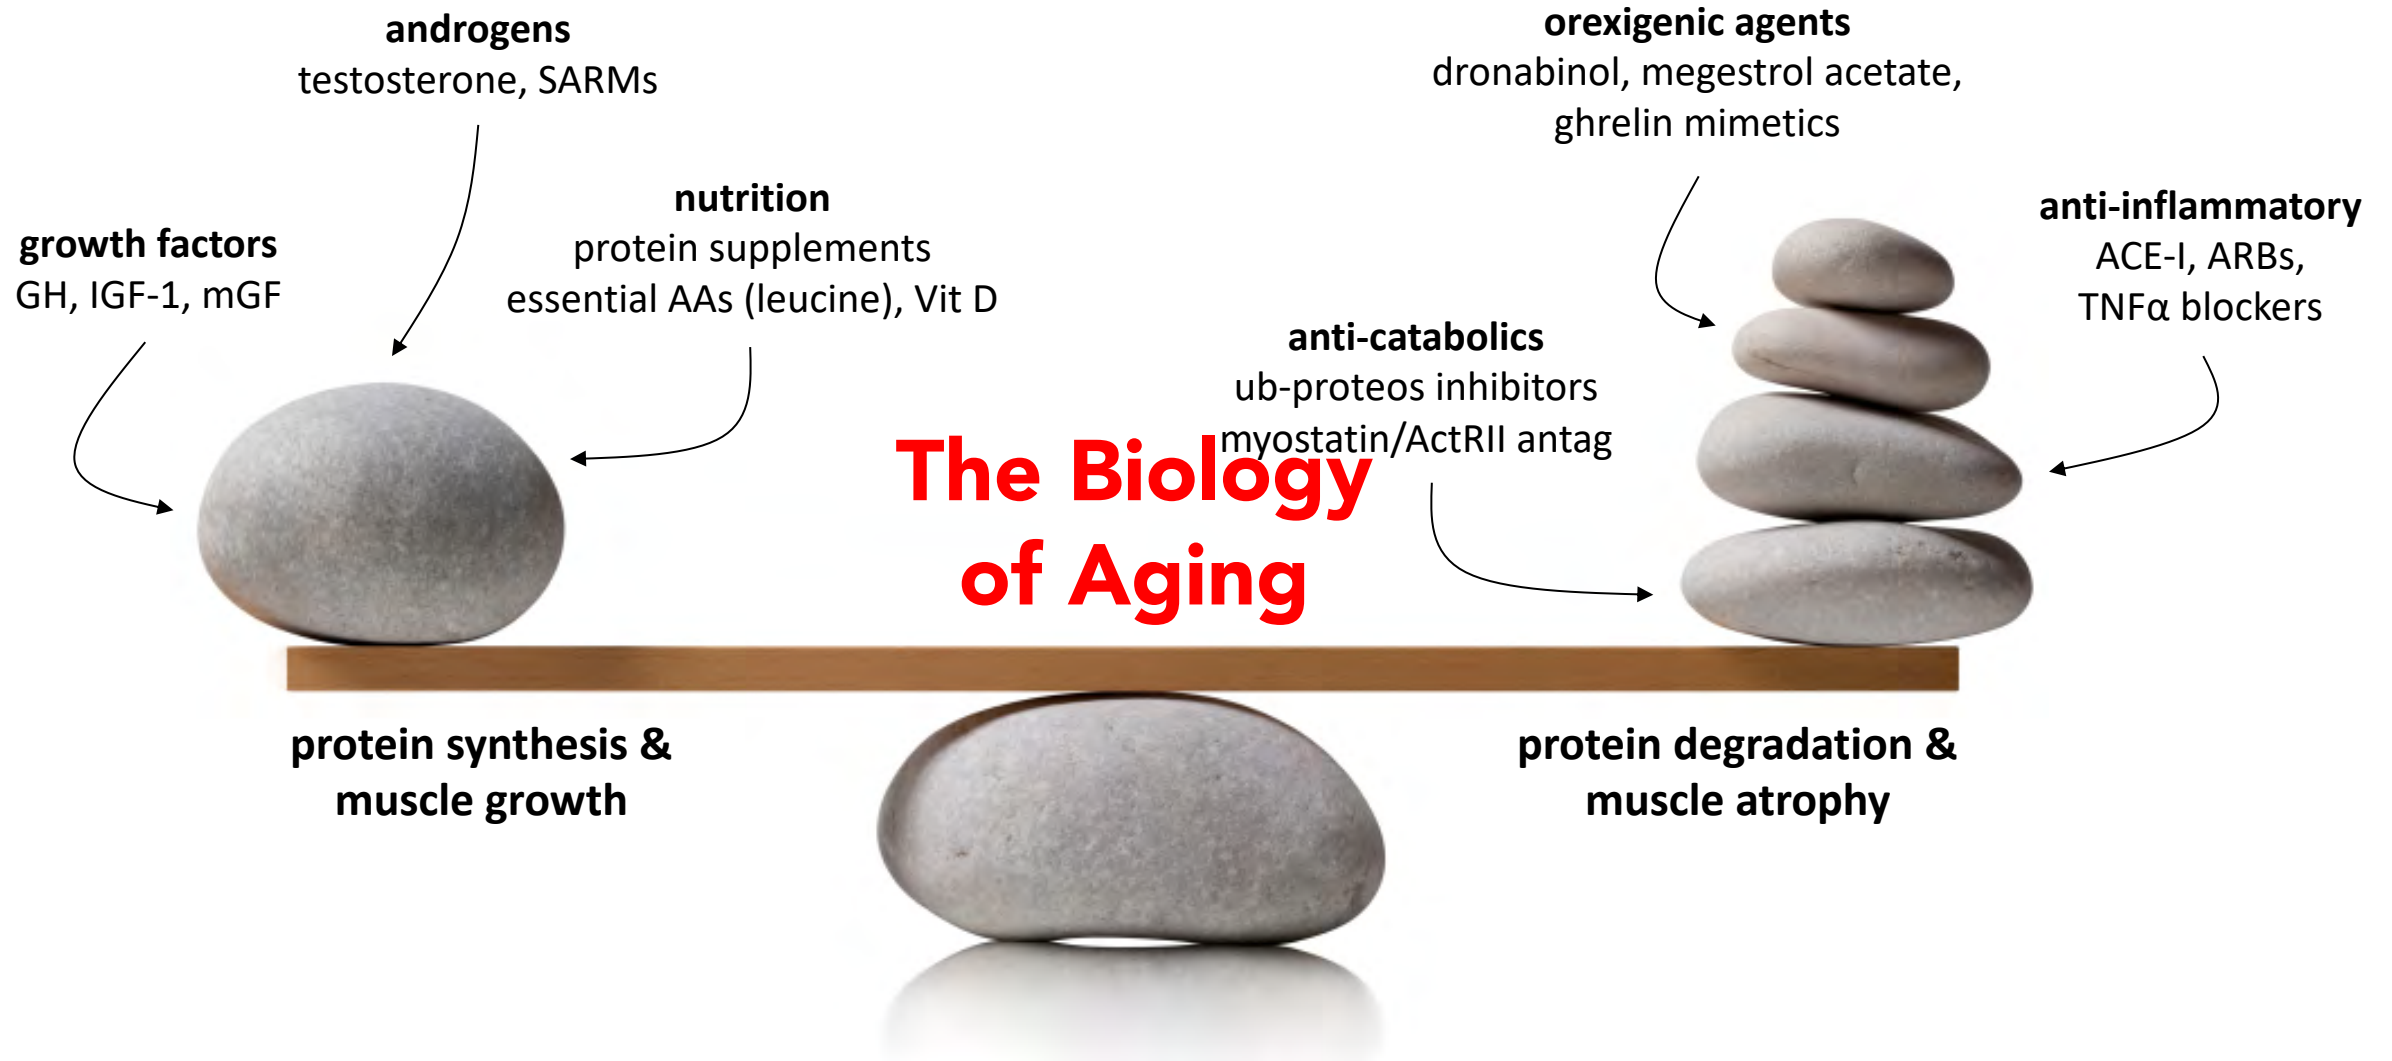 androgens
testosterone, SARMs
growth factors
GH, IGF-1, mGF
nutrition
protein supplements
essential AAs (leucine), Vit D
orexigenic agents
dronabinol, megestrol acetate,
ghrelin mimetics
anti-inflammatory
ACE-I, ARBs,
TNFα blockers
anti-catabolics
ub-proteos inhibitors
myostatin/ActRII antag
The Biology
of Aging
protein synthesis &
muscle growth
protein degradation &
muscle atrophy